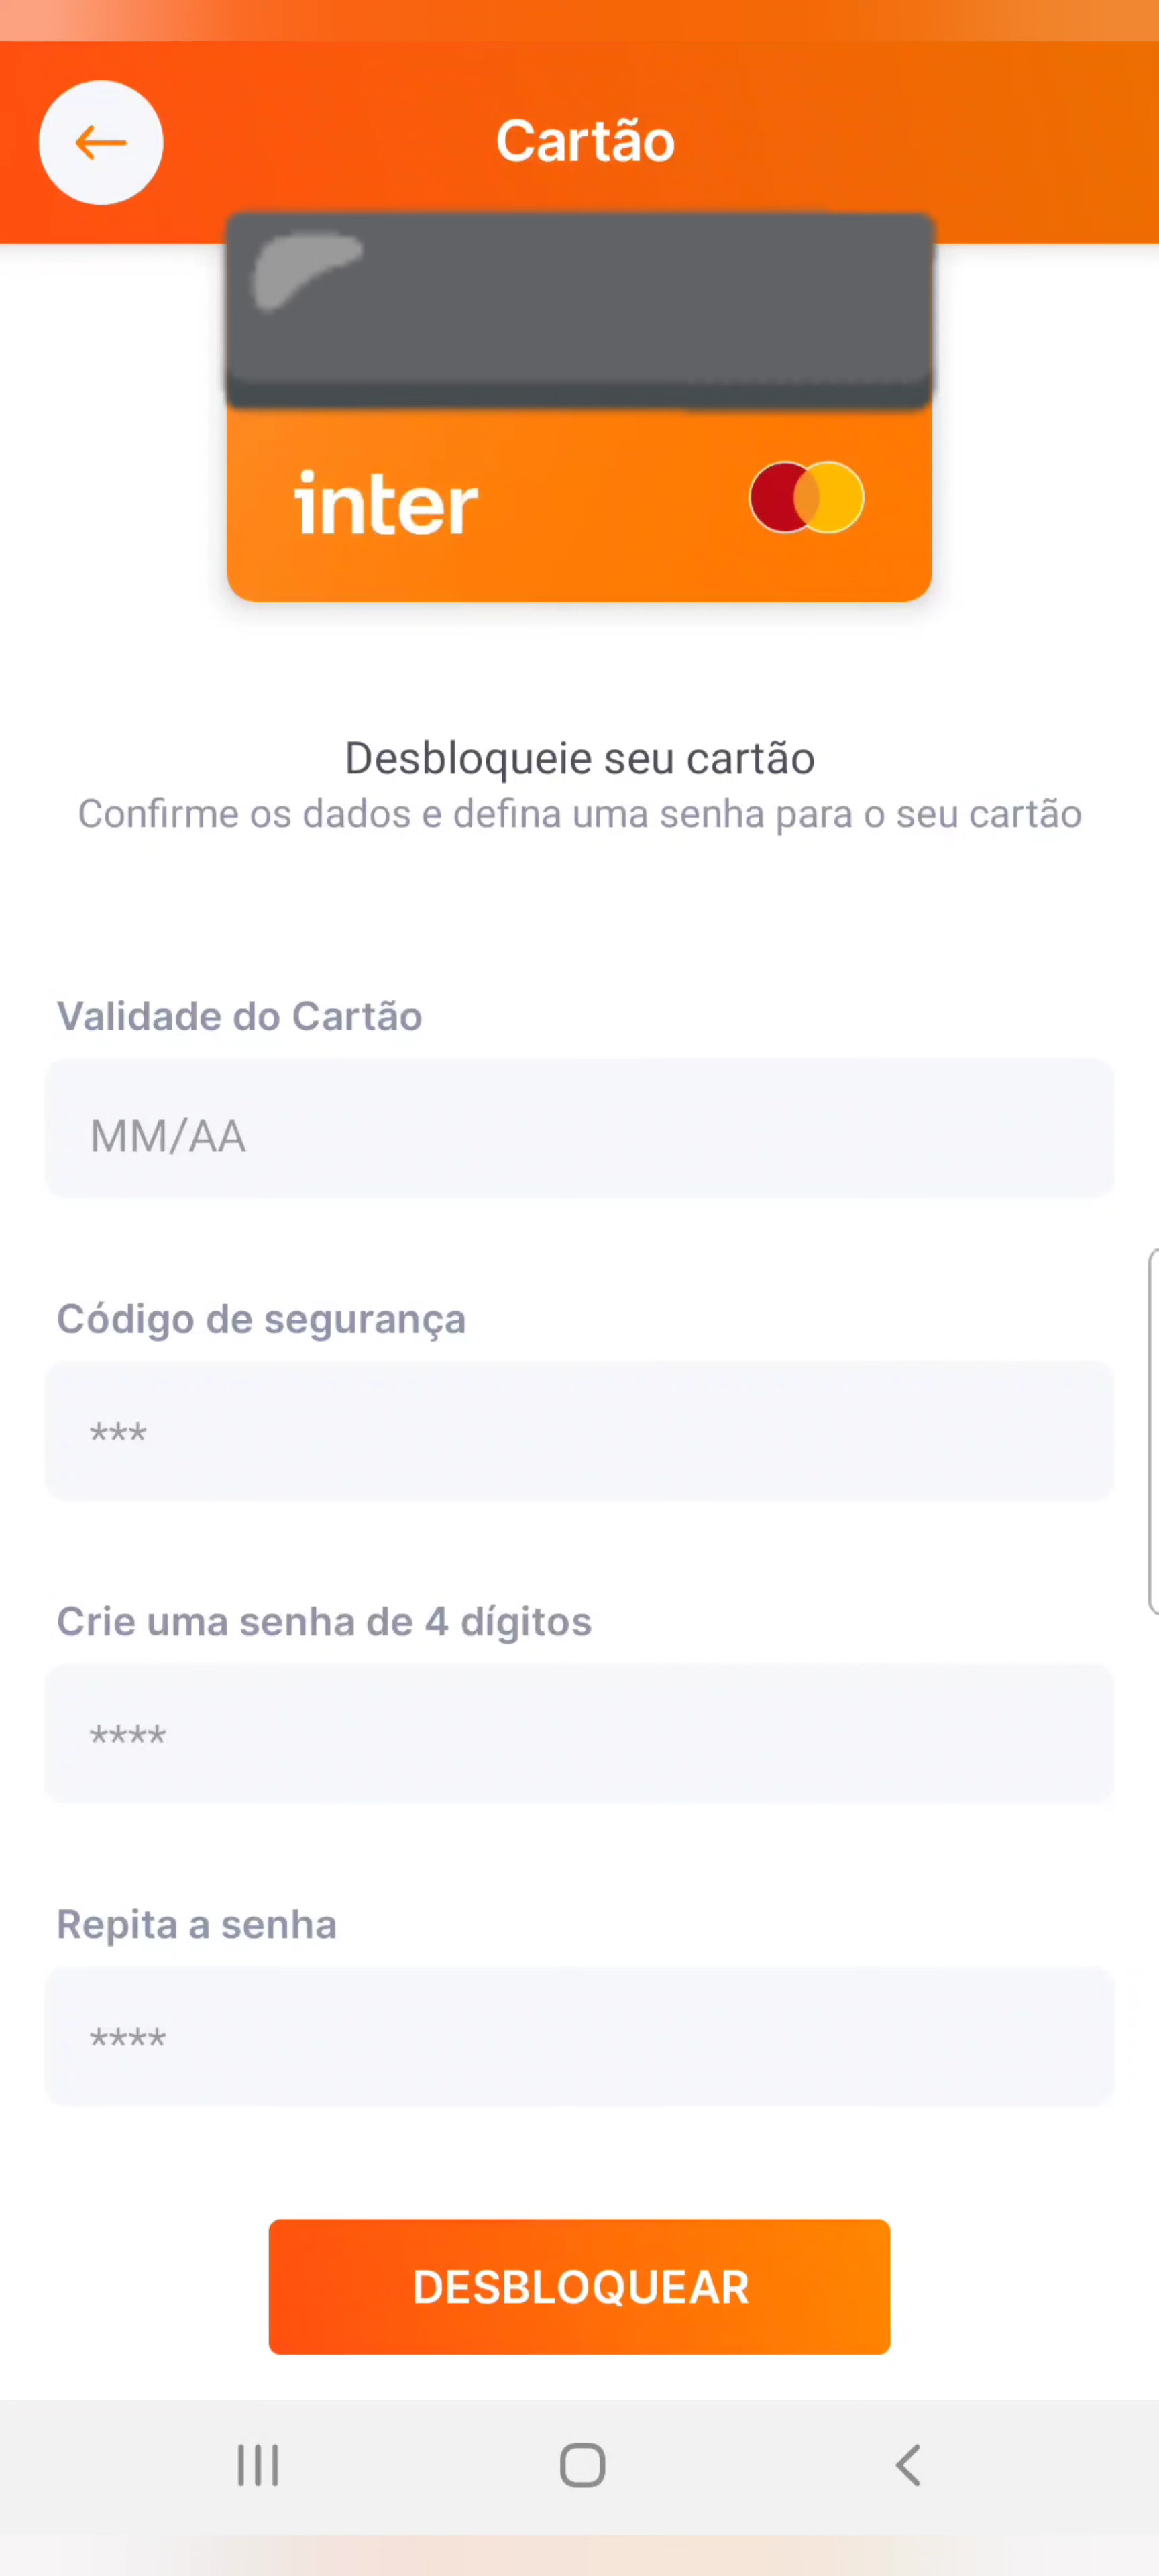 Cartão
inter
Desbloqueie seu cartão
Confirme os dados e defina uma senha para o seu cartão
Validade do Cartão
MM/AA
Código de segurança
***
Crie uma senha de 4 dígitos
****
Repita a senha
****
DESBLOQUEAR